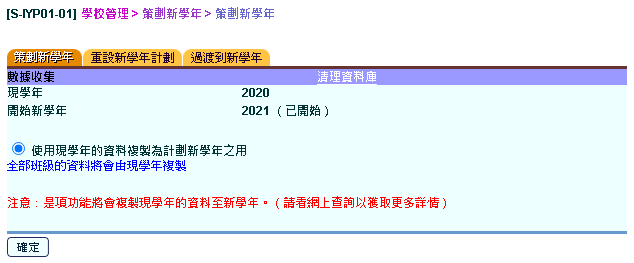 [S-IYP01-01] 學校管理 > 策劃新學年 > 策劃新學年
策劃新學年 重設新學年計劃 過渡到新學年
數據收集 清理資料庫
現學年 2020
開始新學年 2021 （已開始）
使用現學年的資料複製為計劃新學年之用
全部班級的資料將會由現學年複製
注意：是項功能將會複制現學年的資料至新學年。（請看網上查詢以獲取更多詳情）
確定